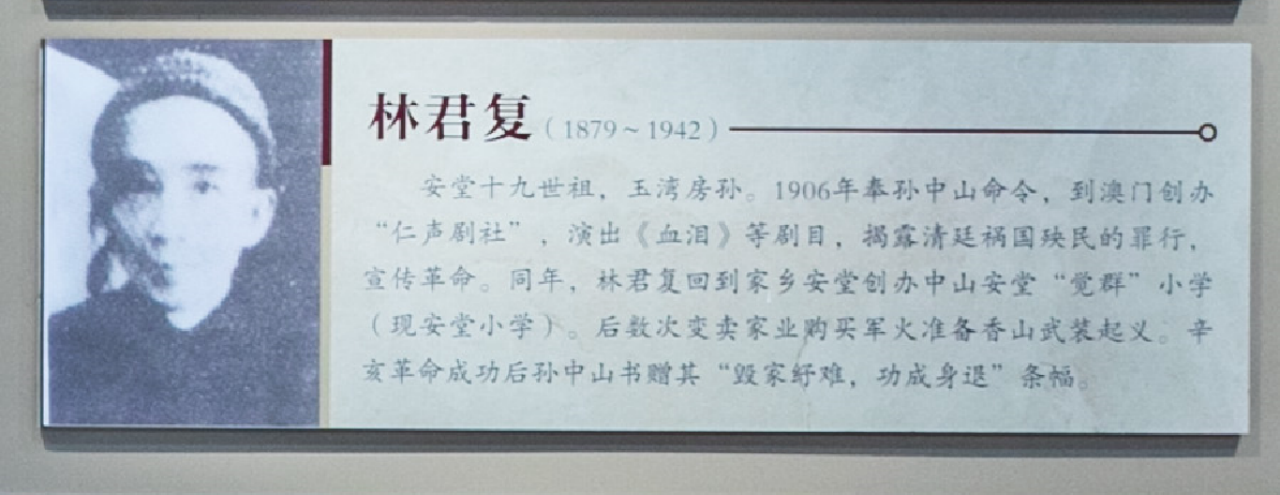 林君复（1879～1942）
安堂十九世祖，玉湾房孙。1906年奉孙中山命令，到澳门创办
“仁声剧社”，演出《血泪》等剧目，揭露清廷祸国殃民的罪行，
宣传革命。同年，林君复回到家乡安堂创办中山安堂“觉群”小学
（现安堂小学）。后数次变卖家业购买军火准备香山武装起义。辛
亥革命成功后孙中山书赠其“毁家纾难，功成身退”条幅。